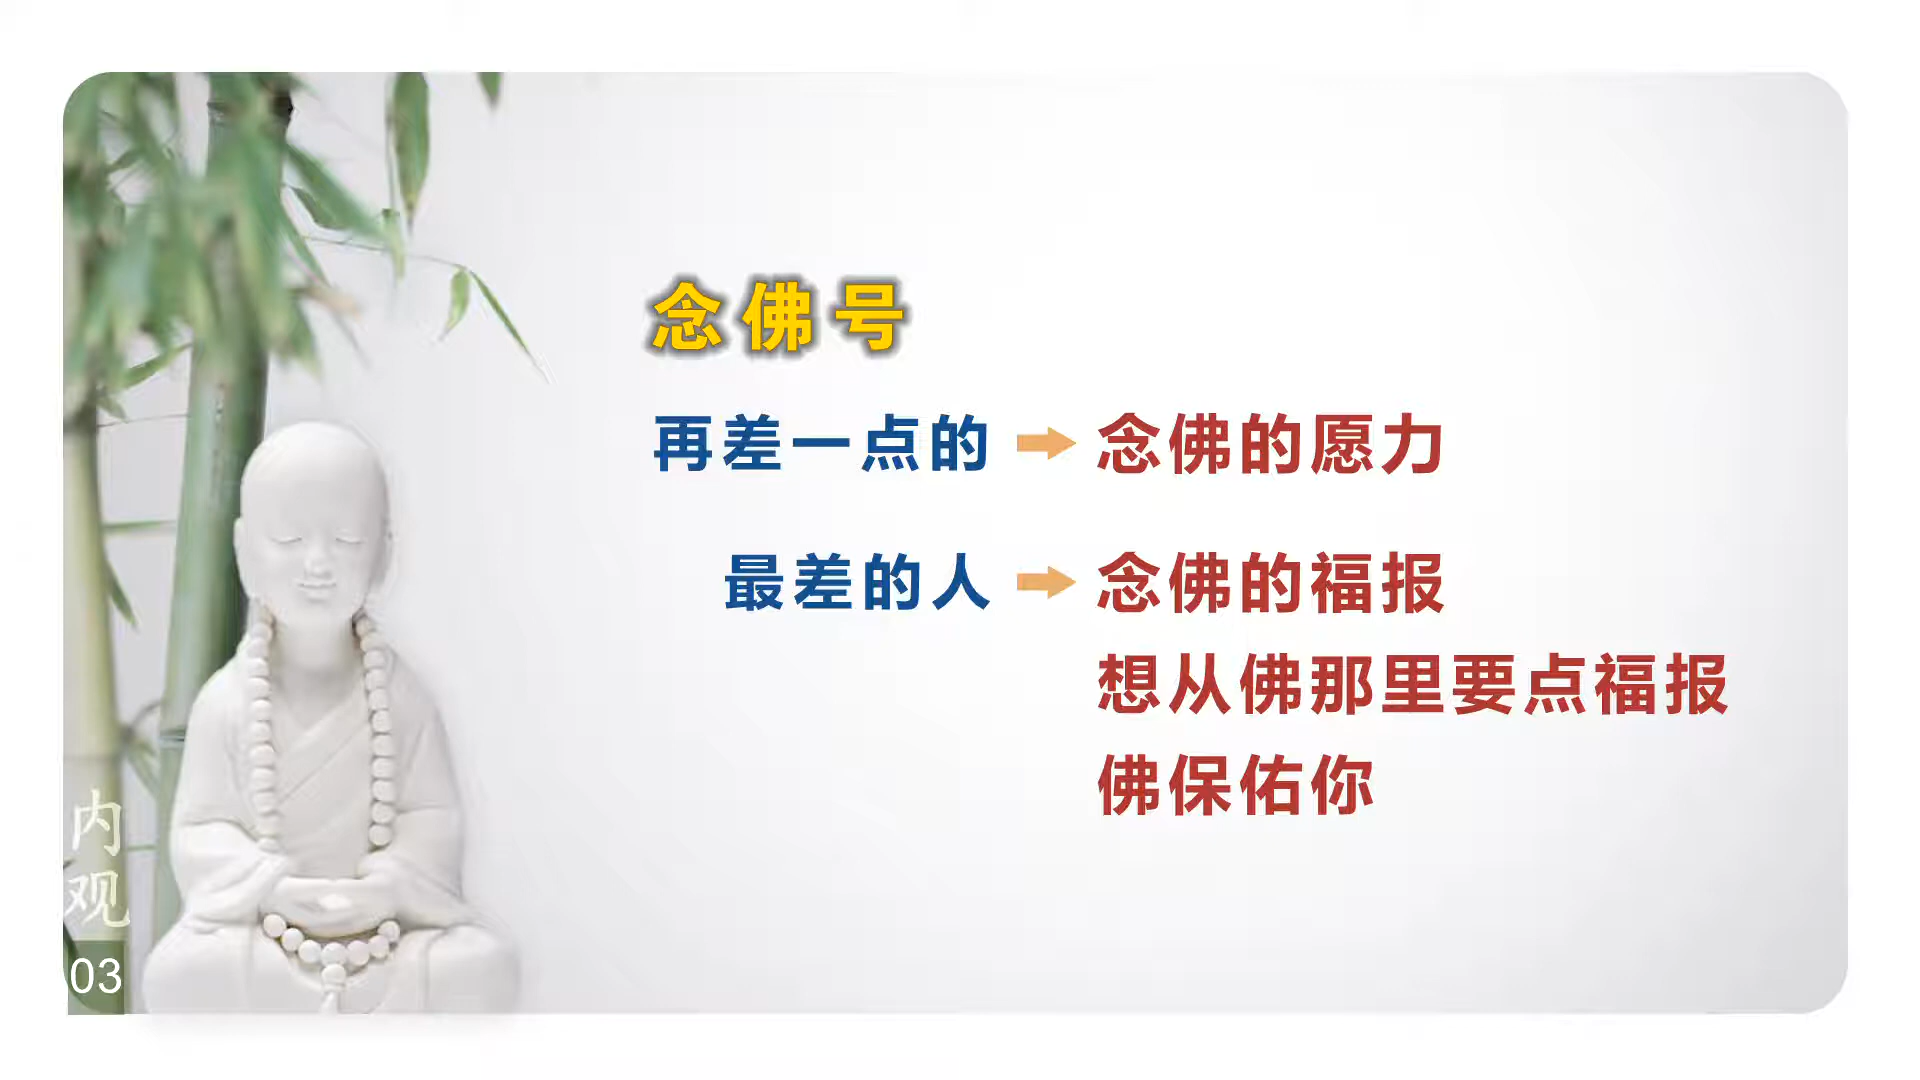 念佛号
再差一点的 → 念佛的愿力
最差的人 → 念佛的福报
想从佛那里要点福报
佛保佑你
内观
03